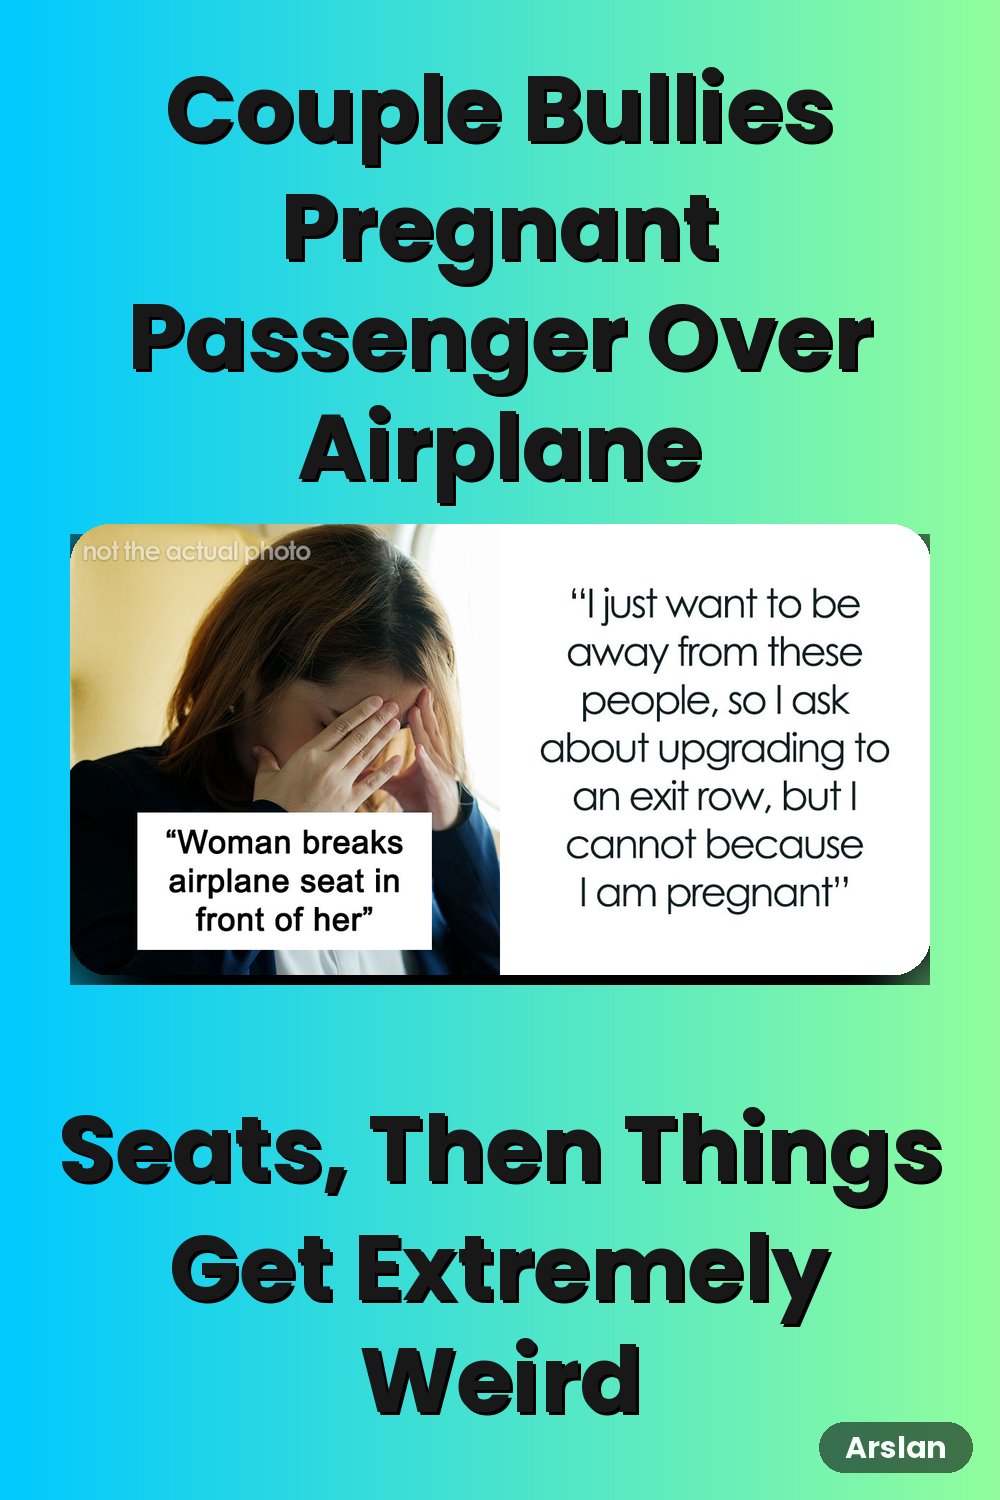 Couple Bullies
Pregnant
Passenger Over
Airplane
not the actual photo
“Woman breaks
airplane seat in
front of her”
“I just want to be
away from these
people, so I ask
about upgrading to
an exit row, but I
cannot because
I am pregnant”
Seats, Then Things
Get Extremely
Weird
Arslan